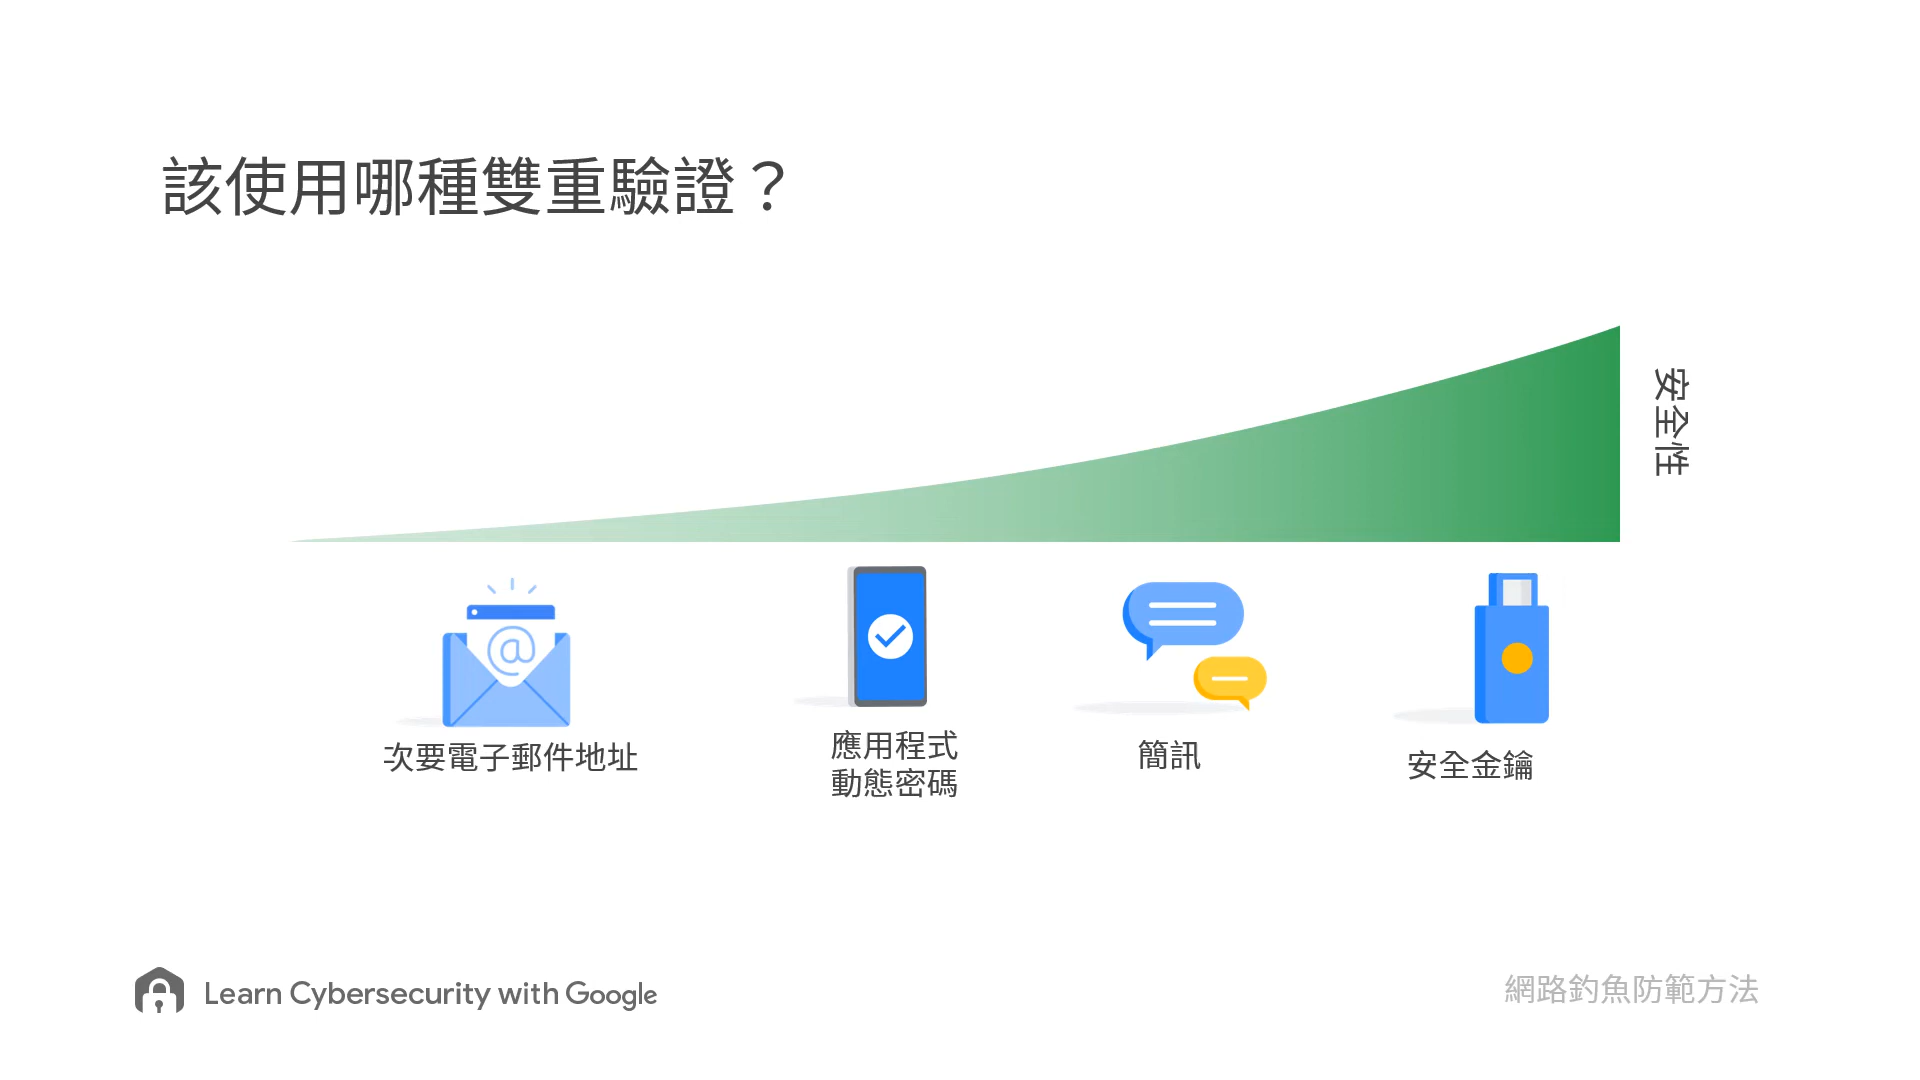 該使用哪種雙重驗證？
安全性
次要電子郵件地址
應用程式
動態密碼
簡訊
安全金鑰
Learn Cybersecurity with Google
網路釣魚防範方法